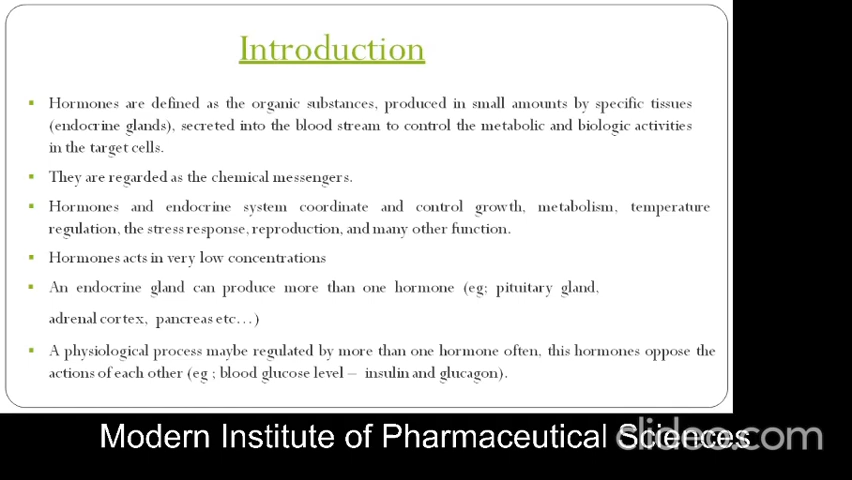 Introduction
▪ Hormones are defined as the organic substances, produced in small amounts by specific tissues
(endocrine glands), secreted into the blood stream to control the metabolic and biologic activities
in the target cells.
▪ They are regarded as the chemical messengers.
▪ Hormones and endocrine system coordinate and control growth, metabolism, temperature
regulation, the stress response, reproduction, and many other function.
▪ Hormones acts in very low concentrations
▪ An endocrine gland can produce more than one hormone (eg; pituitary gland,
adrenal cortex, pancreas etc…)
▪ A physiological process maybe regulated by more than one hormone often, this hormones oppose the
actions of each other (eg ; blood glucose level – insulin and glucagon).
Modern Institute of Pharmaceutical Sciences
clideo.com